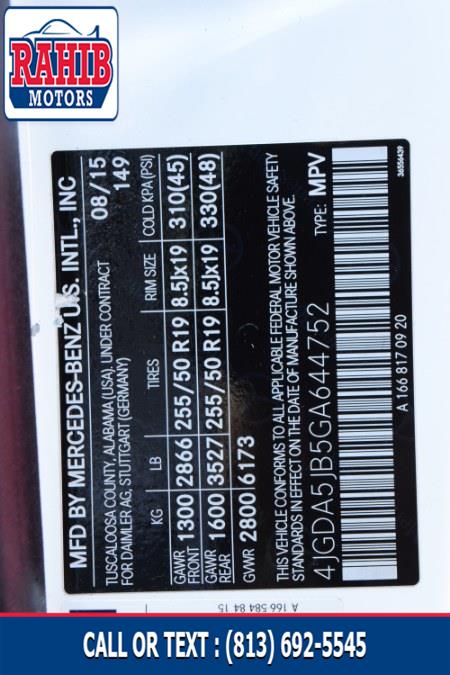 RAHIB
MOTORS
MFD BY MERCEDES-BENZ U.S. INTL., INC
TUSCALOOSA COUNTY, ALABAMA (USA). UNDER CONTRACT 08/15
FOR DAIMLER AG, STUTTGART (GERMANY) 149
KG LB TIRES RIM SIZE COLD KPA (PSI)
GAWR FRONT 1300 2866 255/50 R19 8.5Jx19 310(45)
GAWR REAR 1600 3527 255/50 R19 8.5Jx19 330(48)
GVWR 2800 6173
THIS VEHICLE CONFORMS TO ALL APPLICABLE FEDERAL MOTOR VEHICLE SAFETY
STANDARDS IN EFFECT ON THE DATE OF MANUFACTURE SHOWN ABOVE.
4JGDA5JB5GA644752 TYPE: MPV
A 166 817 09 20
36556439
A 166 584 84 15
CALL OR TEXT : (813) 692-5545